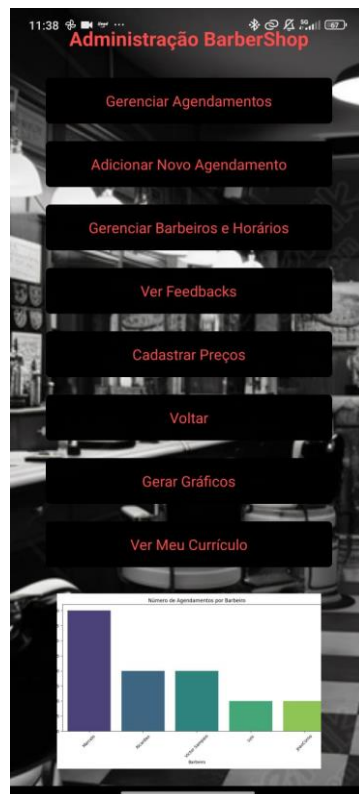 11:38
Administração BarberShop
Gerenciar Agendamentos
Adicionar Novo Agendamento
Gerenciar Barbeiros e Horários
Ver Feedbacks
Cadastrar Preços
Voltar
Gerar Gráficos
Ver Meu Currículo
Número de Agendamentos por Barbeiro
Barbeiro